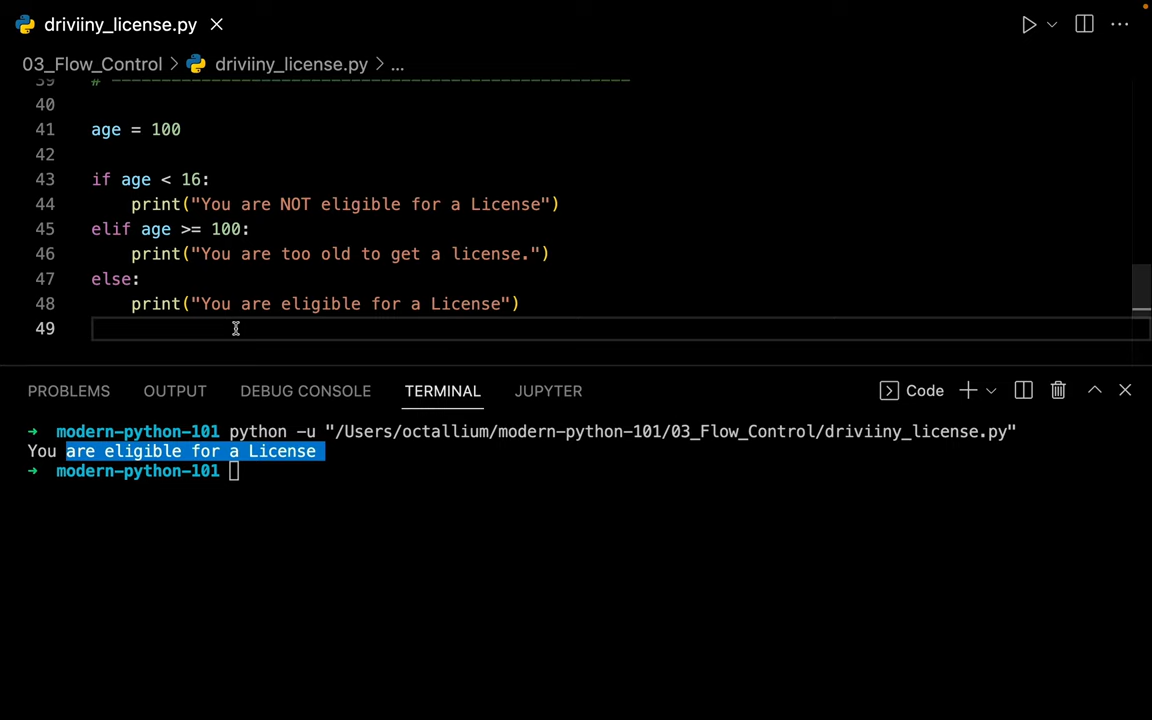 driviiny_license.py
03_Flow_Control > driviiny_license.py > ...
39 # ----------------------------------------------------
40
41 age = 100
42
43 if age < 16:
44     print("You are NOT eligible for a License")
45 elif age >= 100:
46     print("You are too old to get a license.")
47 else:
48     print("You are eligible for a License")
49
PROBLEMS OUTPUT DEBUG CONSOLE TERMINAL JUPYTER Code
→ modern-python-101 python -u "/Users/octallium/modern-python-101/03_Flow_Control/driviiny_license.py"
You are eligible for a License
→ modern-python-101